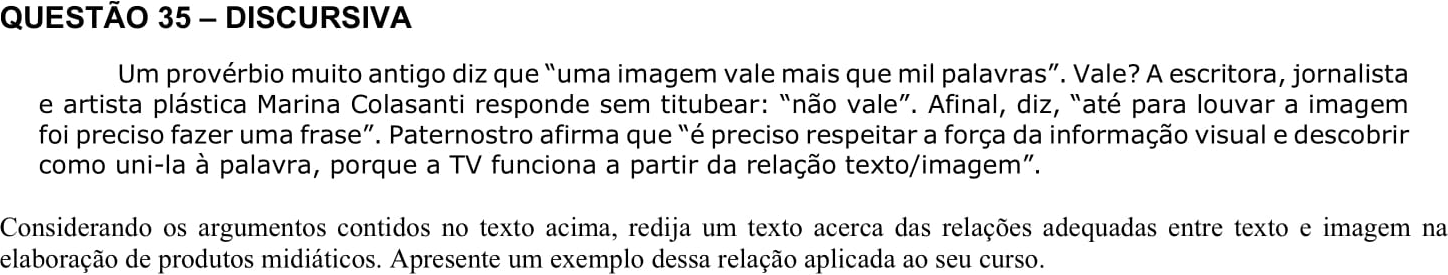 QUESTÃO 35 – DISCURSIVA
Um provérbio muito antigo diz que “uma imagem vale mais que mil palavras”. Vale? A escritora, jornalista
e artista plástica Marina Colasanti responde sem titubear: “não vale”. Afinal, diz, “até para louvar a imagem
foi preciso fazer uma frase”. Paternostro afirma que “é preciso respeitar a força da informação visual e descobrir
como uni-la à palavra, porque a TV funciona a partir da relação texto/imagem”.
Considerando os argumentos contidos no texto acima, redija um texto acerca das relações adequadas entre texto e imagem na
elaboração de produtos midiáticos. Apresente um exemplo dessa relação aplicada ao seu curso.